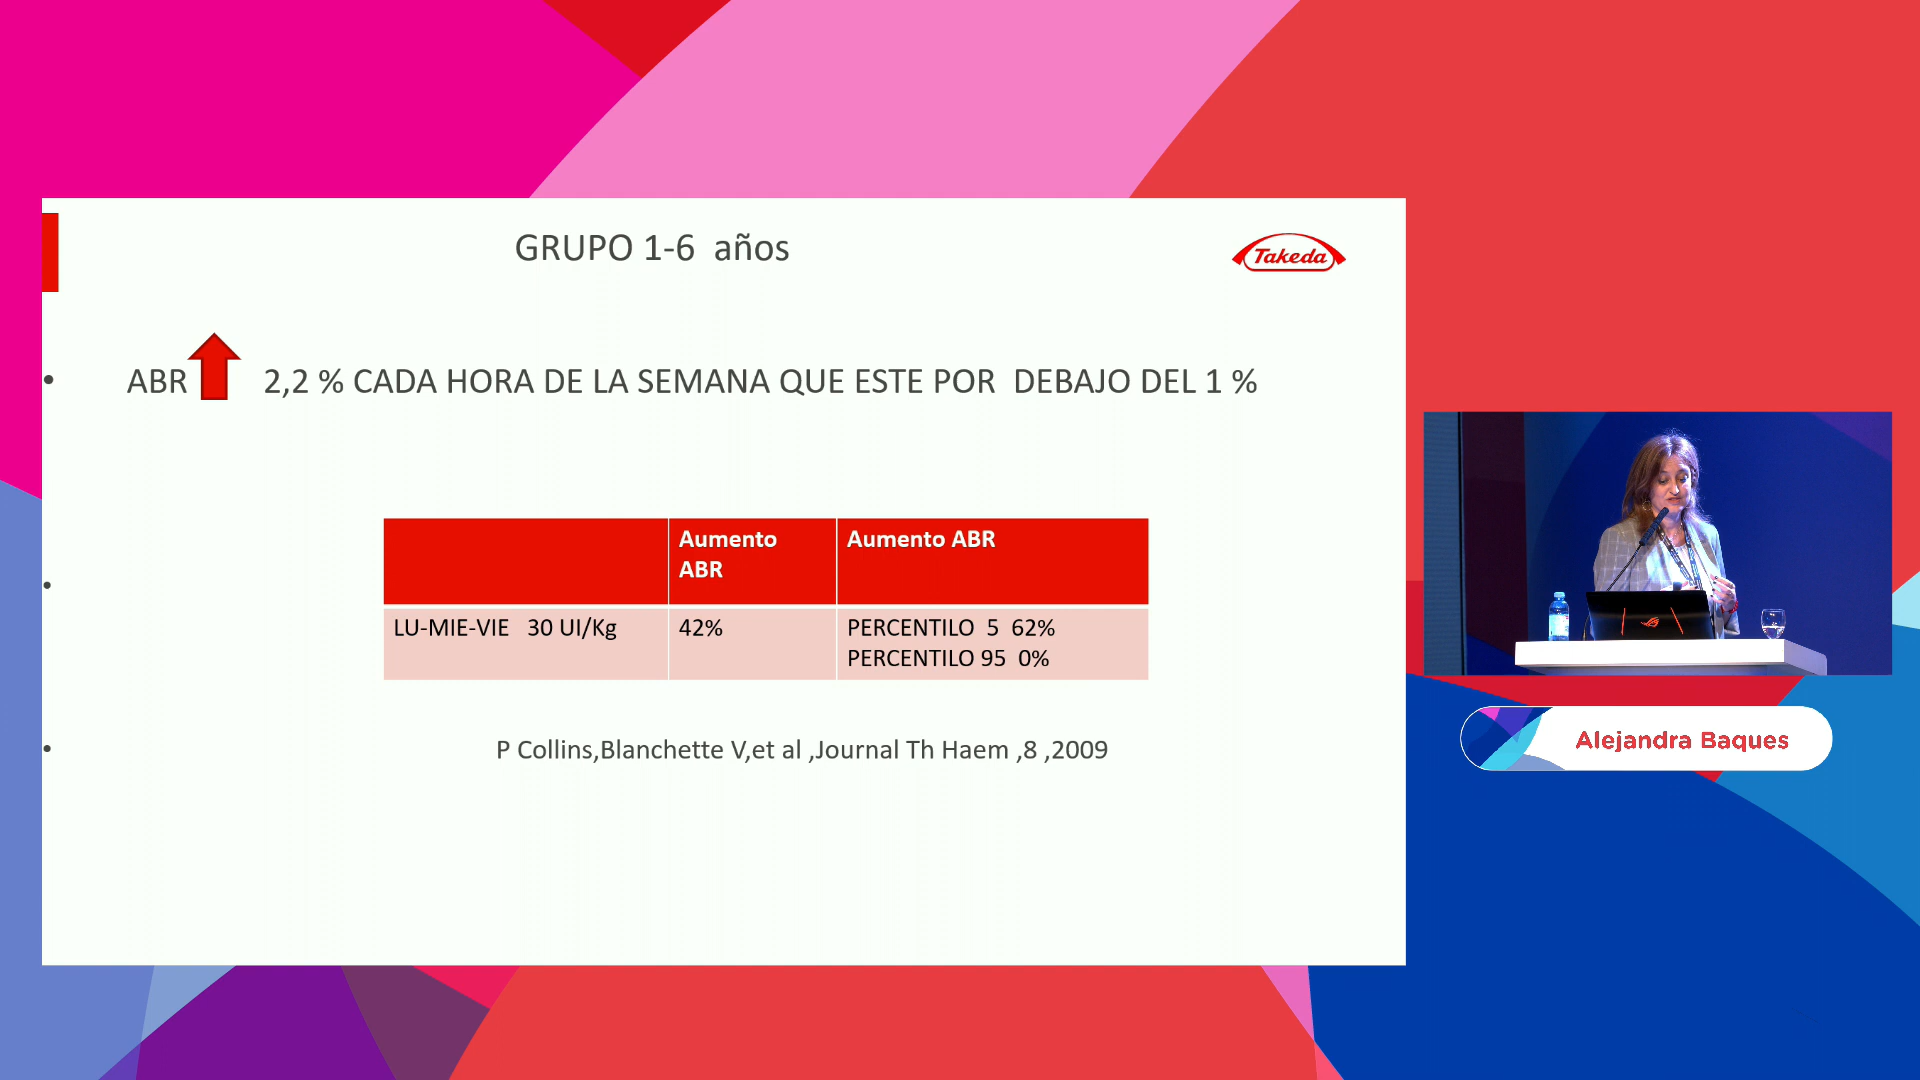 GRUPO 1-6 años
Takeda
• ABR 2,2 % CADA HORA DE LA SEMANA QUE ESTE POR DEBAJO DEL 1 %
Aumento
ABR
Aumento ABR
LU-MIE-VIE 30 UI/Kg
42%
PERCENTILO 5 62%
PERCENTILO 95 0%
P Collins,Blanchette V,et al ,Journal Th Haem ,8 ,2009
Alejandra Baques